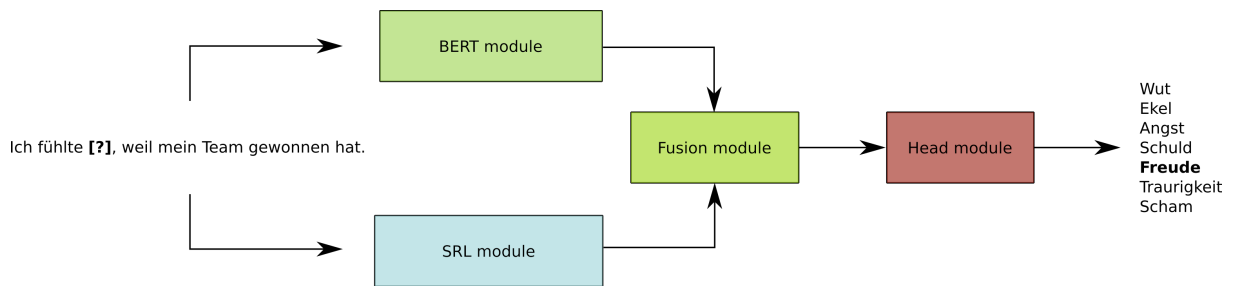 BERT module
Ich fühlte [?], weil mein Team gewonnen hat.
SRL module
Fusion module
Head module
Wut
Ekel
Angst
Schuld
Freude
Traurigkeit
Scham